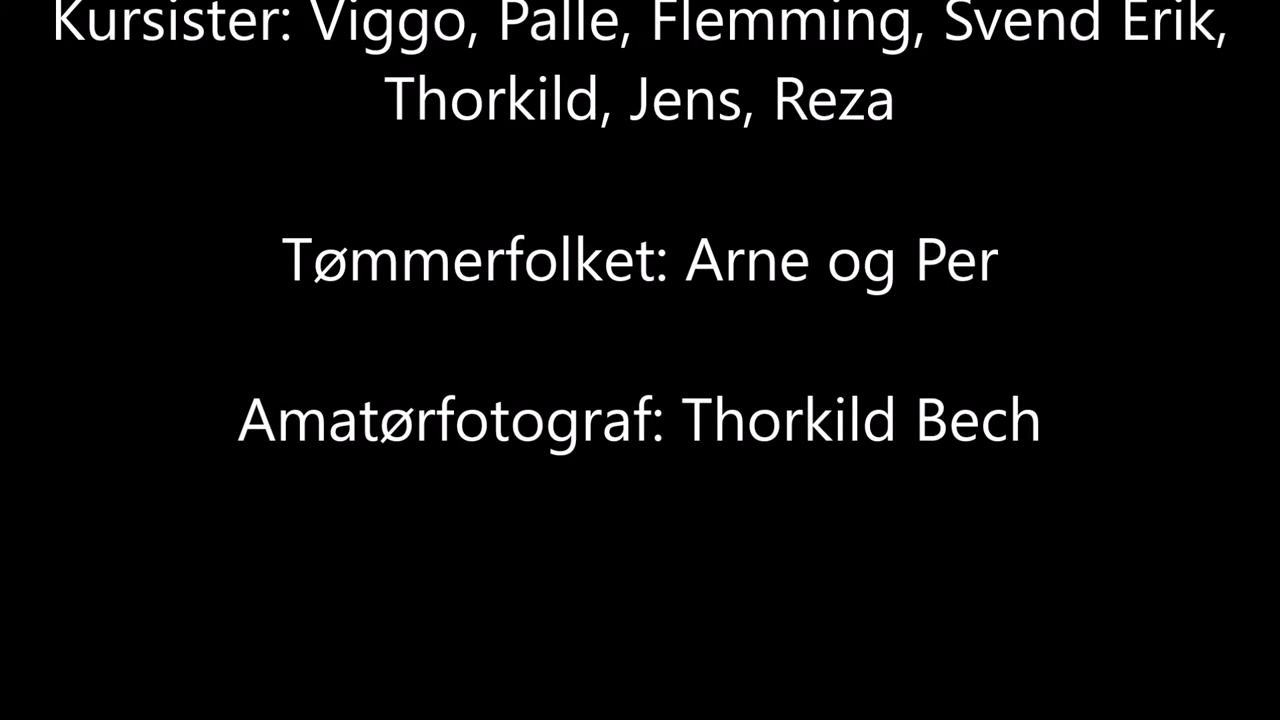 Kursister: Viggo, Palle, Flemming, Svend Erik,
Thorkild, Jens, Reza
Tømmerfolket: Arne og Per
Amatørfotograf: Thorkild Bech